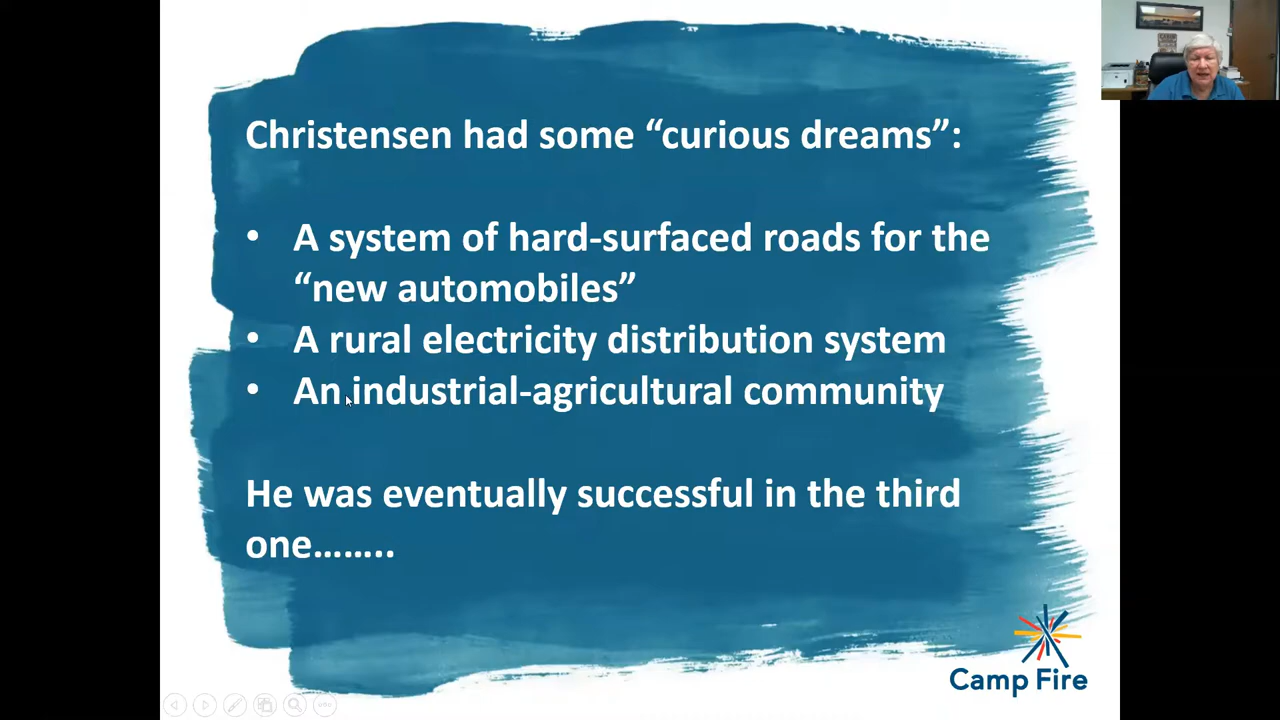 Christensen had some “curious dreams”:
• A system of hard-surfaced roads for the
“new automobiles”
• A rural electricity distribution system
• An industrial-agricultural community
He was eventually successful in the third
one……..
Camp Fire